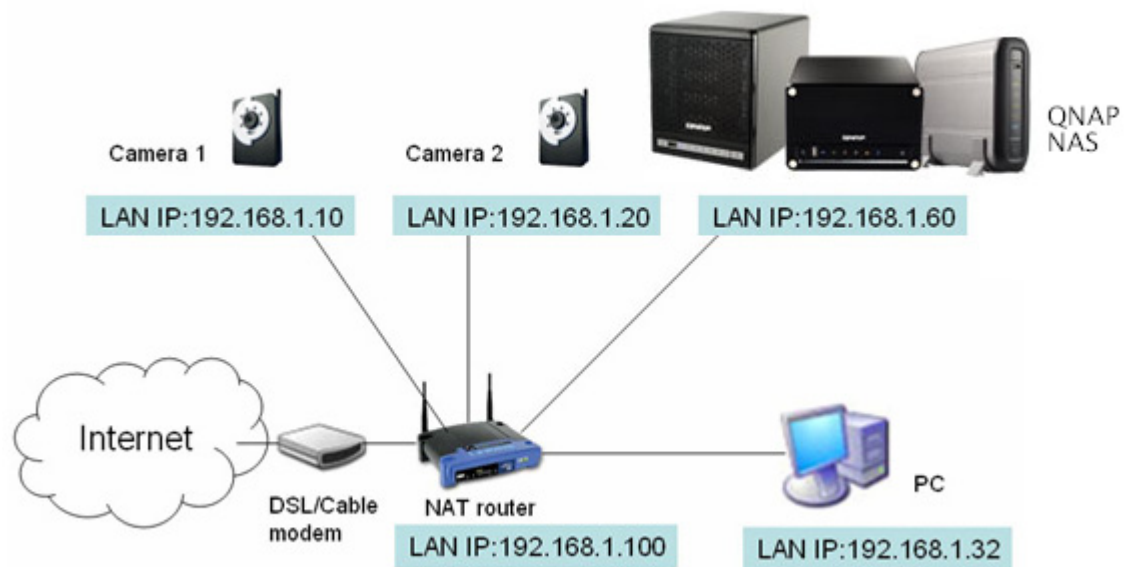 QNAP
NAS
Camera 1
Camera 2
LAN IP:192.168.1.10
LAN IP:192.168.1.20
LAN IP:192.168.1.60
Internet
DSL/Cable
modem
NAT router
PC
LAN IP:192.168.1.100
LAN IP:192.168.1.32